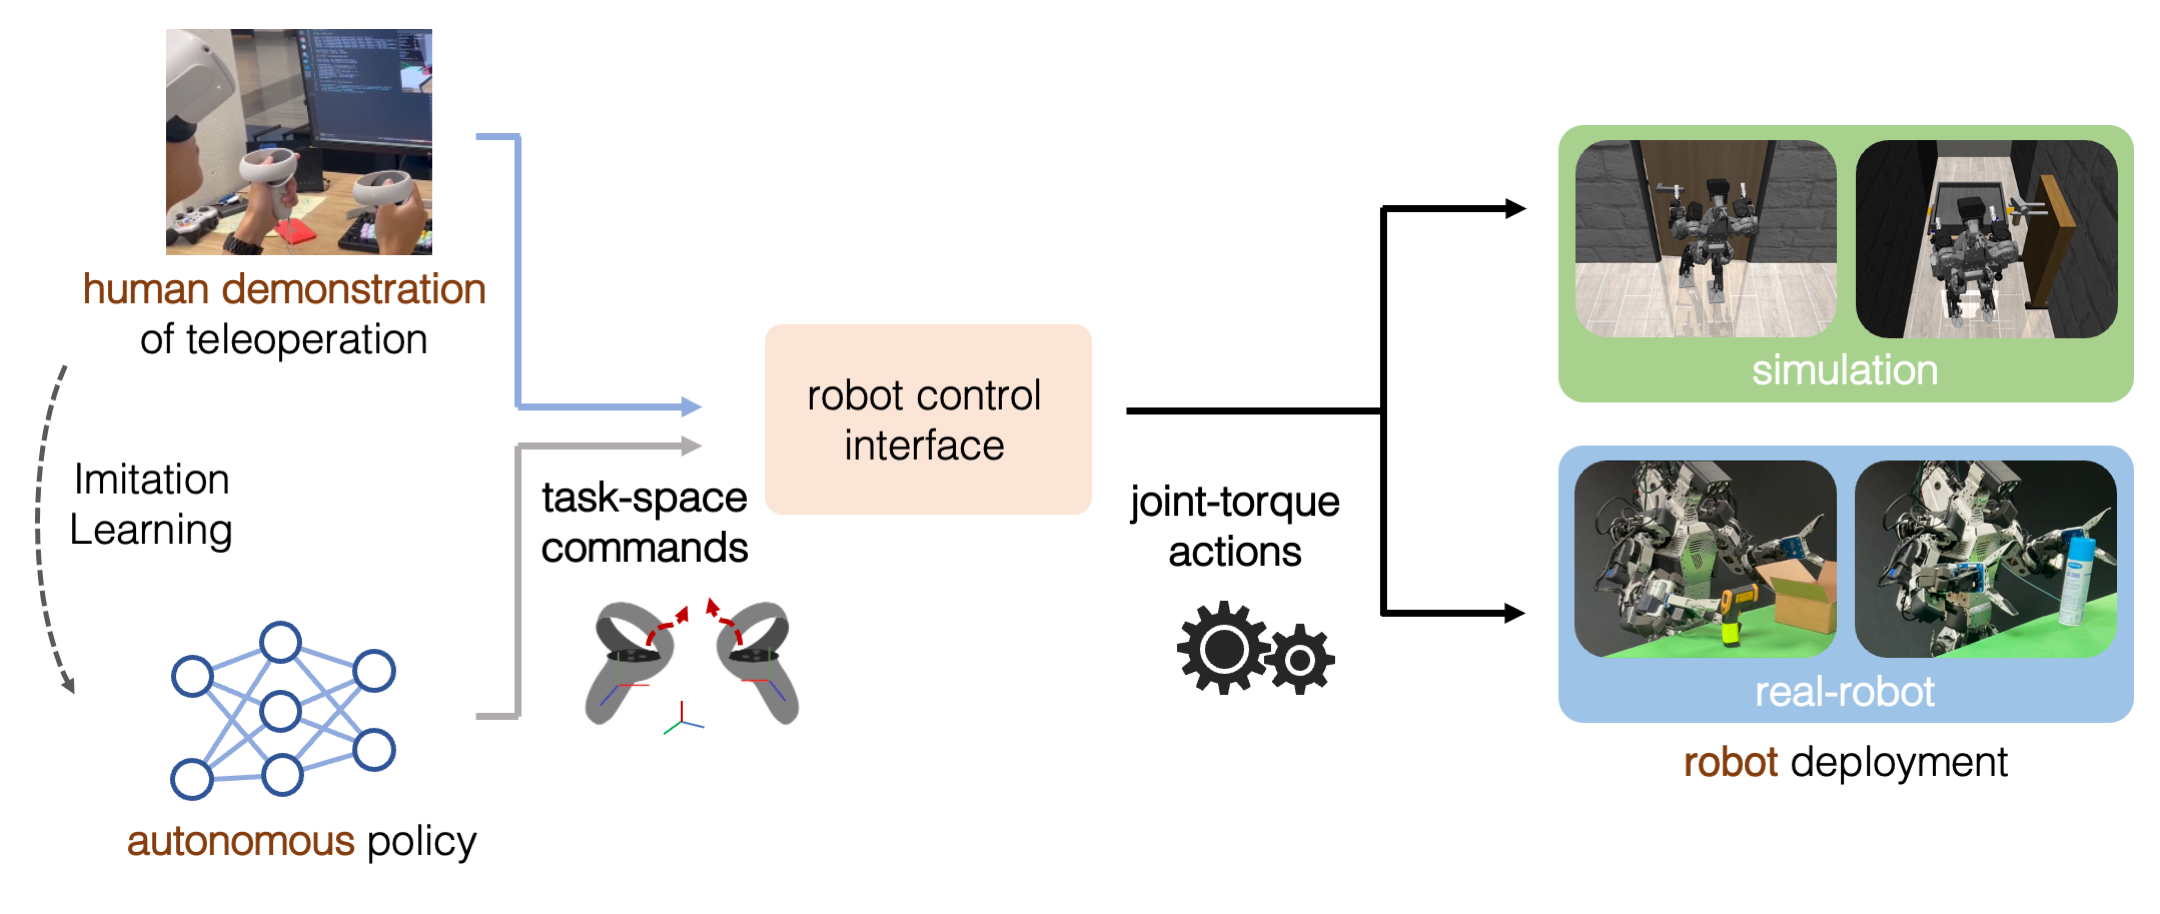 human demonstration
of teleoperation
Imitation
Learning
autonomous policy
task-space
commands
robot control
interface
joint-torque
actions
simulation
real-robot
robot deployment